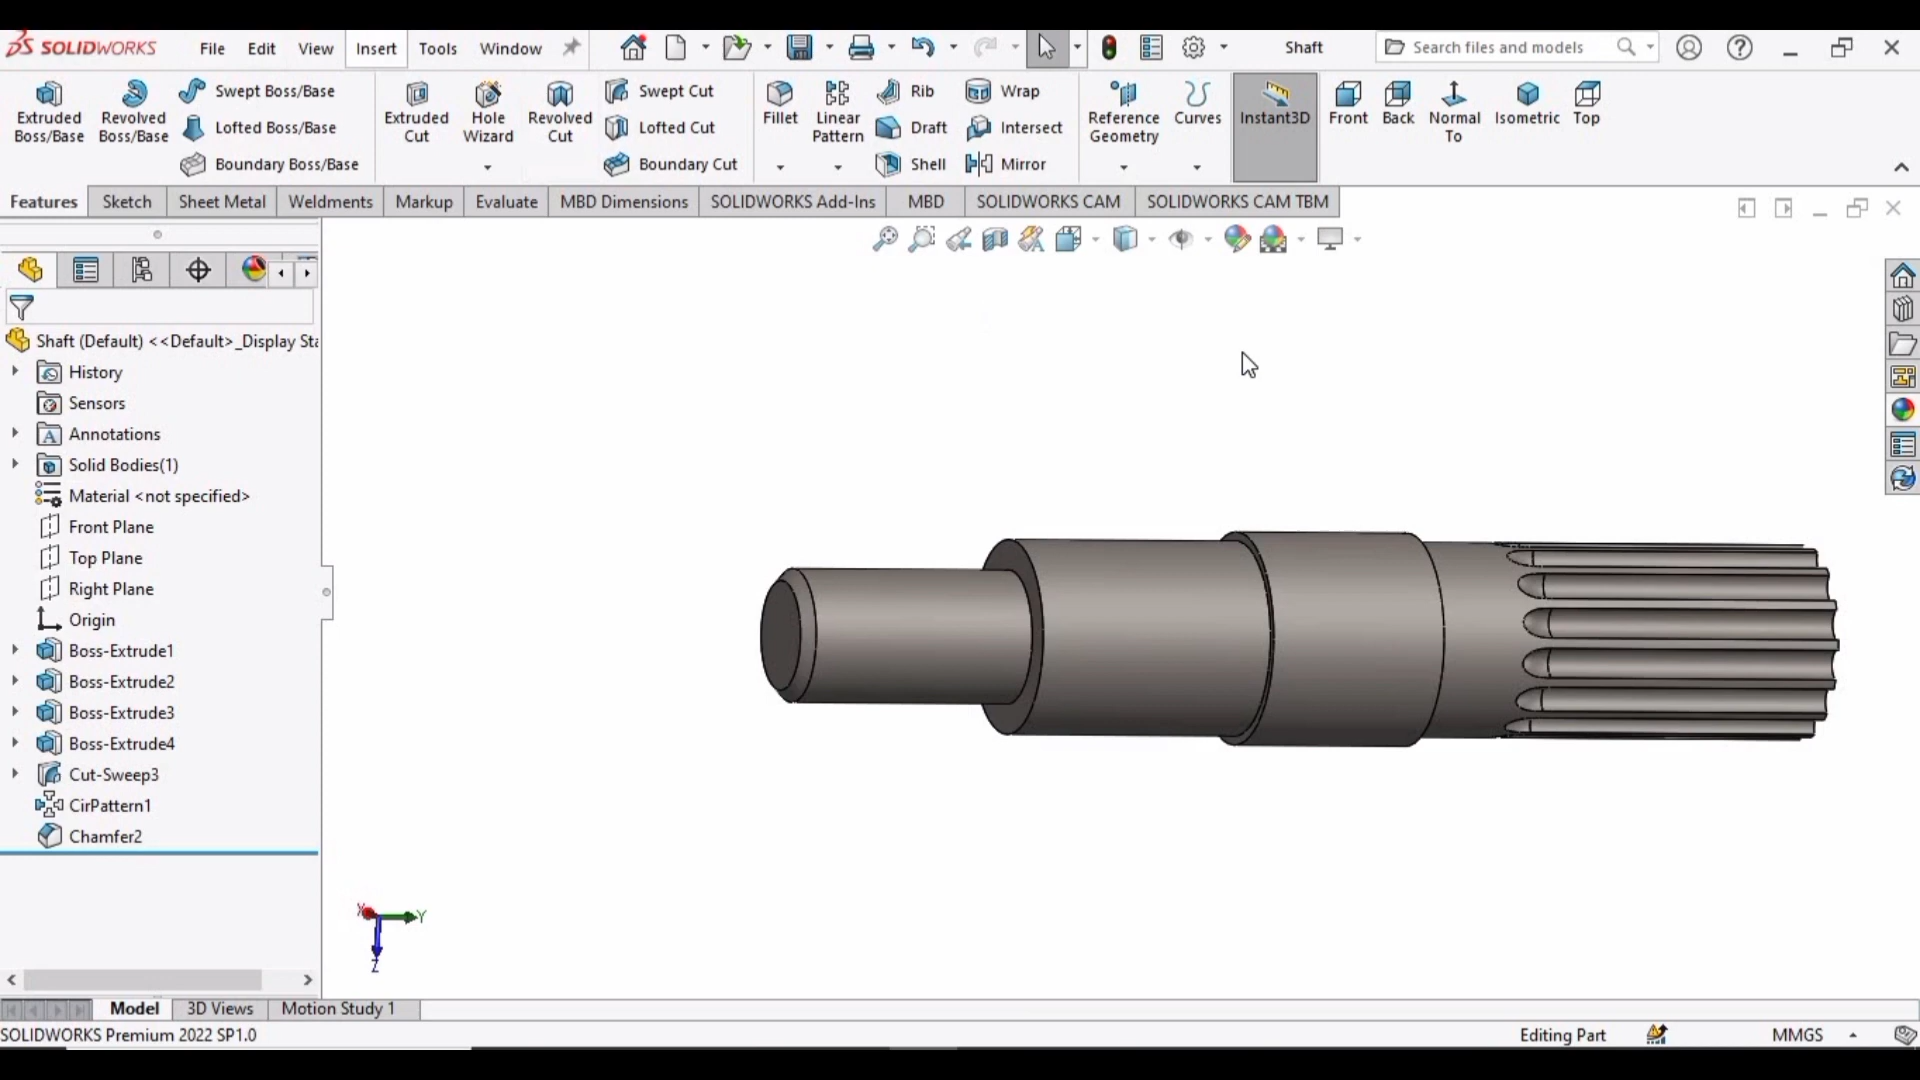 SOLIDWORKS File Edit View Insert Tools Window Shaft Search files and models
Extruded Boss/Base
Revolved Boss/Base
Swept Boss/Base
Lofted Boss/Base
Boundary Boss/Base
Extruded Cut
Hole Wizard
Revolved Cut
Swept Cut
Lofted Cut
Boundary Cut
Fillet
Linear Pattern
Rib
Draft
Shell
Wrap
Intersect
Mirror
Reference Geometry
Curves
Instant3D
Front
Back
Normal To
Isometric
Top
Features Sketch Sheet Metal Weldments Markup Evaluate MBD Dimensions SOLIDWORKS Add-Ins MBD SOLIDWORKS CAM SOLIDWORKS CAM TBM
Shaft (Default) <<Default>_Display Sta
History
Sensors
Annotations
Solid Bodies(1)
Material <not specified>
Front Plane
Top Plane
Right Plane
Origin
Boss-Extrude1
Boss-Extrude2
Boss-Extrude3
Boss-Extrude4
Cut-Sweep3
CirPattern1
Chamfer2
X Y
Z
Model 3D Views Motion Study 1
SOLIDWORKS Premium 2022 SP1.0 Editing Part MMGS